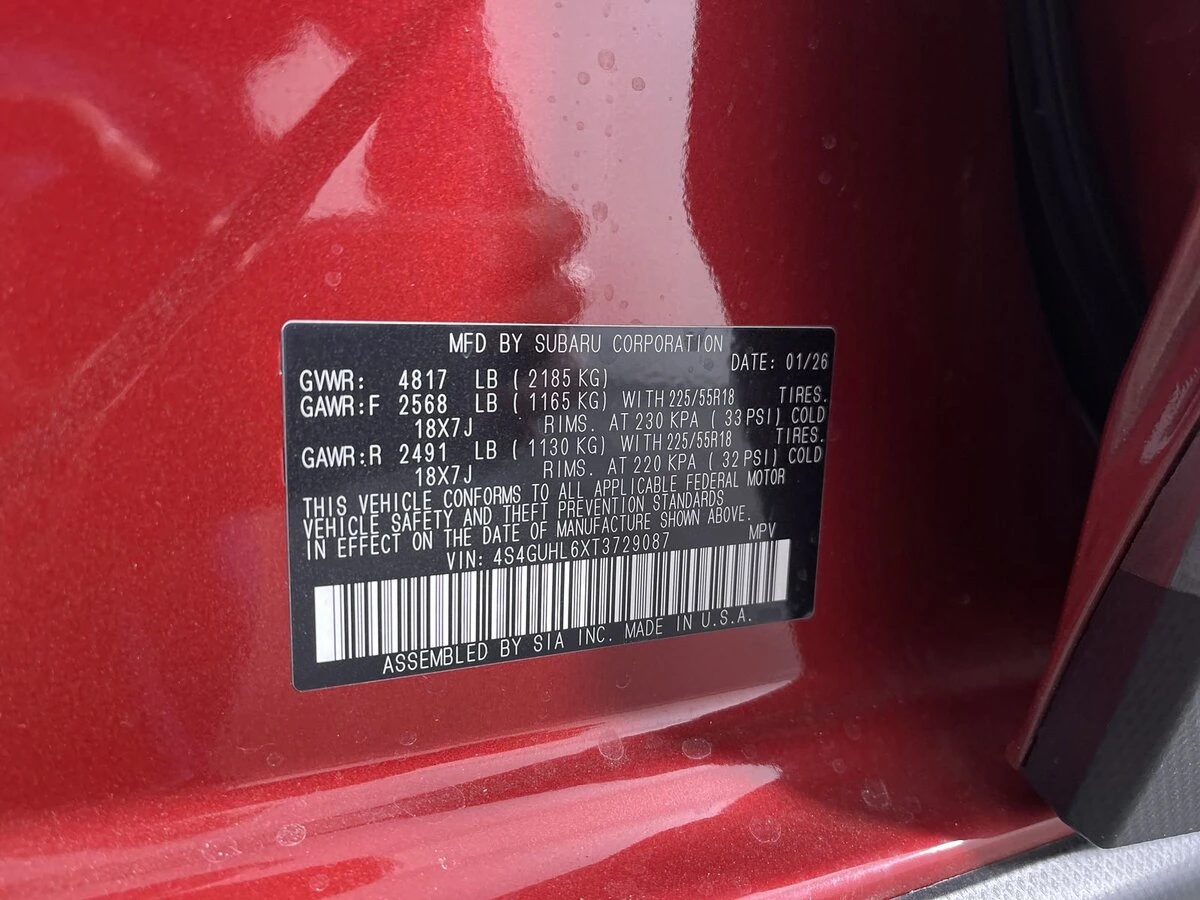 MFD BY SUBARU CORPORATION
DATE: 01/26
GVWR: 4817 LB ( 2185 KG)
GAWR:F 2568 LB ( 1165 KG) WITH 225/55R18 TIRES.
18X7J RIMS. AT 230 KPA ( 33 PSI) COLD
GAWR:R 2491 LB ( 1130 KG) WITH 225/55R18 TIRES.
18X7J RIMS. AT 220 KPA ( 32 PSI) COLD
THIS VEHICLE CONFORMS TO ALL APPLICABLE FEDERAL MOTOR
VEHICLE SAFETY AND THEFT PREVENTION STANDARDS
IN EFFECT ON THE DATE OF MANUFACTURE SHOWN ABOVE.
VIN: 4S4GUHL6XT3729087 MPV
ASSEMBLED BY SIA INC. MADE IN U.S.A.